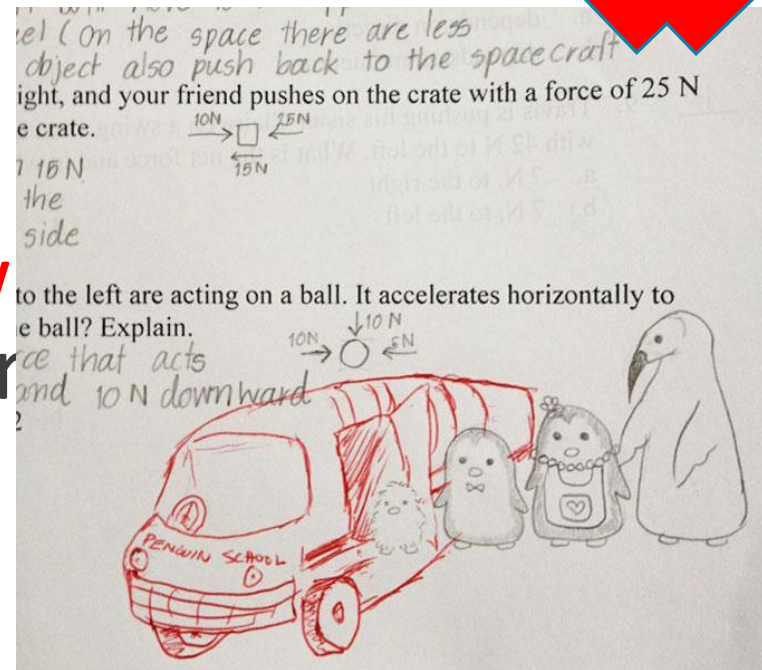 el (On the space there are less
object also push back to the spacecraft
ight, and your friend pushes on the crate with a force of 25 N
e crate.
10N 25N
15N
15N
the
side
to the left are acting on a ball. It accelerates horizontally to
e ball? Explain.
10N 10N 5N
ce that acts
and 10 N downward
PENGUIN SCHOOL